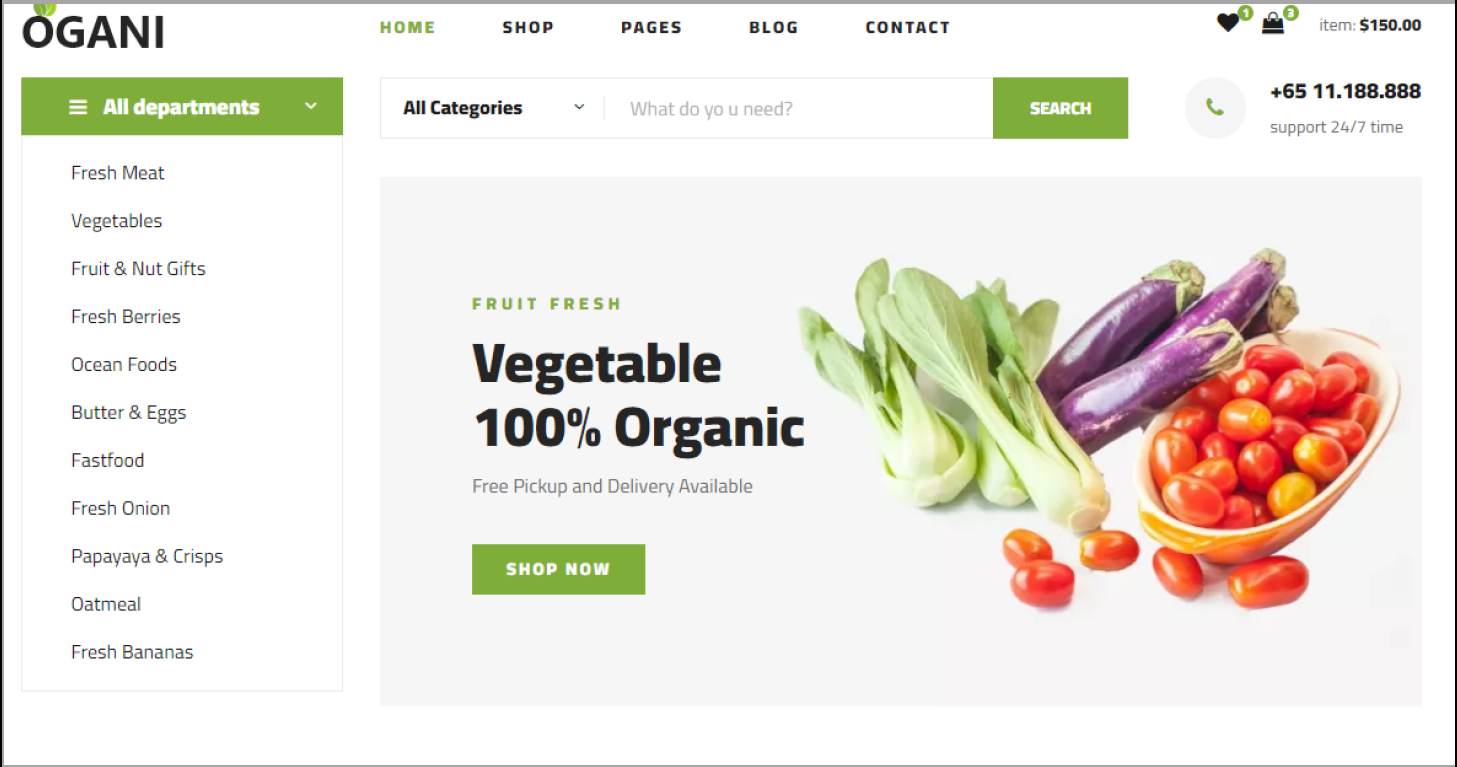 OGANI
HOME SHOP PAGES BLOG CONTACT
1 3 item: $150.00
All departments
All Categories What do yo u need? SEARCH
+65 11.188.888
support 24/7 time
Fresh Meat
Vegetables
Fruit & Nut Gifts
Fresh Berries
Ocean Foods
Butter & Eggs
Fastfood
Fresh Onion
Papayaya & Crisps
Oatmeal
Fresh Bananas
FRUIT FRESH
Vegetable
100% Organic
Free Pickup and Delivery Available
SHOP NOW